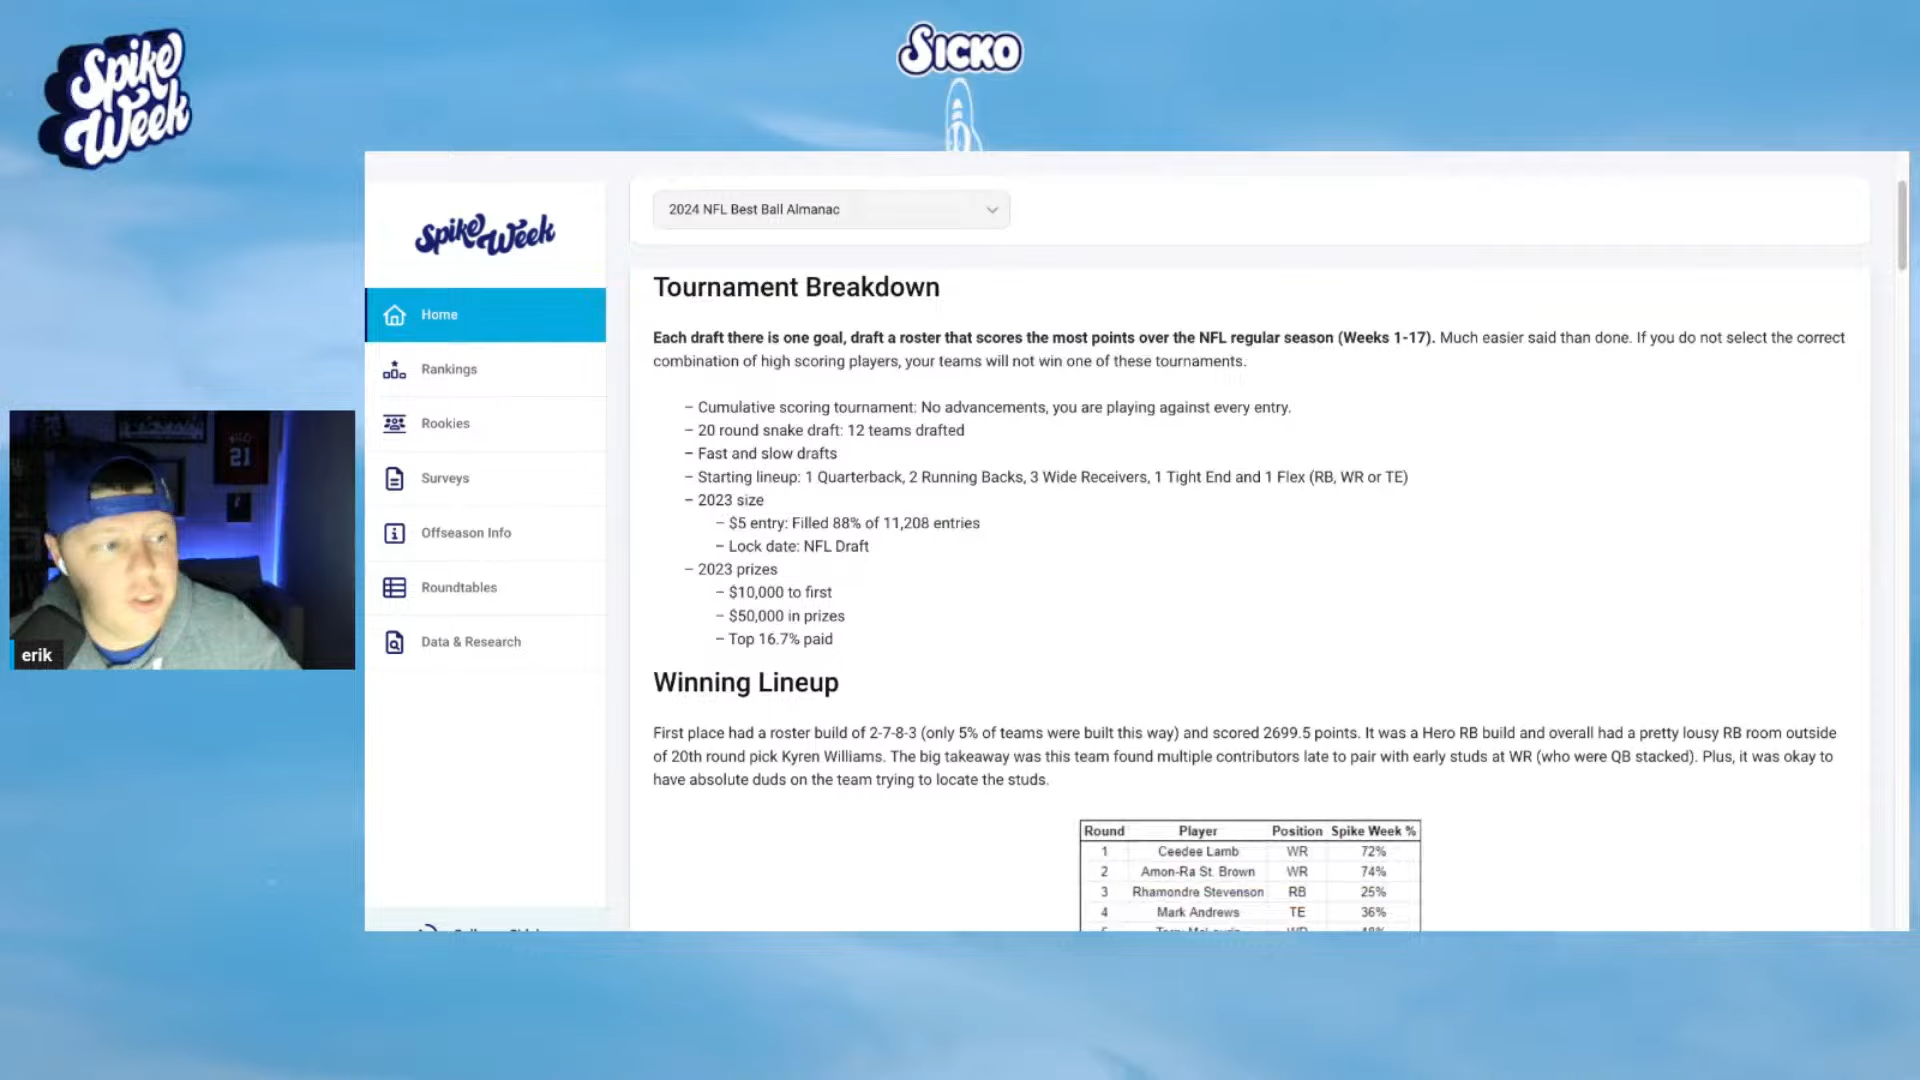 Spike
Week
SICKO
Spike Week
2024 NFL Best Ball Almanac
Home
Rankings
Rookies
Surveys
Offseason Info
Roundtables
Data & Research
Tournament Breakdown
Each draft there is one goal, draft a roster that scores the most points over the NFL regular season (Weeks 1-17). Much easier said than done. If you do not select the correct
combination of high scoring players, your teams will not win one of these tournaments.
– Cumulative scoring tournament: No advancements, you are playing against every entry.
– 20 round snake draft: 12 teams drafted
– Fast and slow drafts
– Starting lineup: 1 Quarterback, 2 Running Backs, 3 Wide Receivers, 1 Tight End and 1 Flex (RB, WR or TE)
– 2023 size
– $5 entry: Filled 88% of 11,208 entries
– Lock date: NFL Draft
– 2023 prizes
– $10,000 to first
– $50,000 in prizes
– Top 16.7% paid
Winning Lineup
First place had a roster build of 2-7-8-3 (only 5% of teams were built this way) and scored 2699.5 points. It was a Hero RB build and overall had a pretty lousy RB room outside
of 20th round pick Kyren Williams. The big takeaway was this team found multiple contributors late to pair with early studs at WR (who were QB stacked). Plus, it was okay to
have absolute duds on the team trying to locate the studs.
Round Player Position Spike Week %
1 Ceedee Lamb WR 72%
2 Amon-Ra St. Brown WR 74%
3 Rhamondre Stevenson RB 25%
4 Mark Andrews TE 36%
21
erik